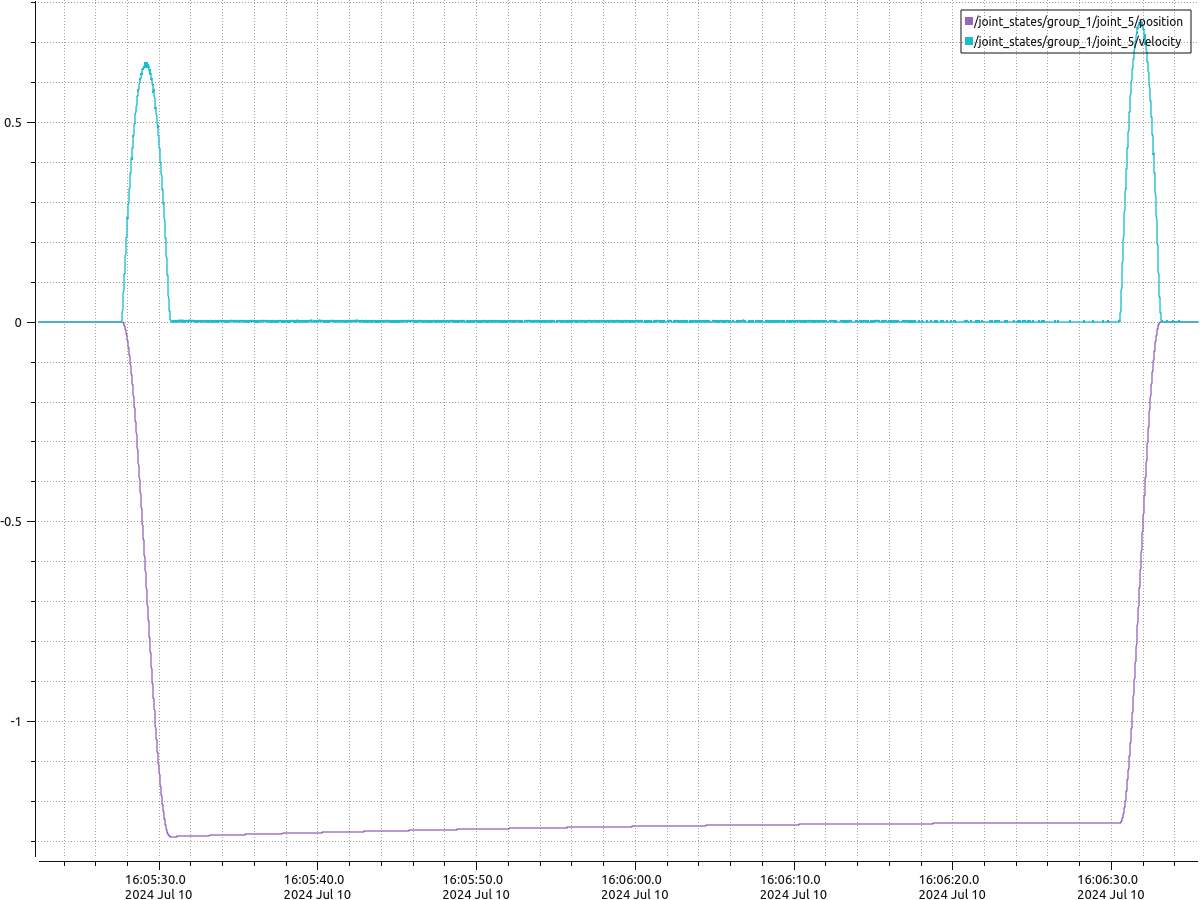 /joint_states/group_1/joint_5/position
/joint_states/group_1/joint_5/velocity
0.5
0
-0.5
-1
16:05:30.0 16:05:40.0 16:05:50.0 16:06:00.0 16:06:10.0 16:06:20.0 16:06:30.0
2024 Jul 10 2024 Jul 10 2024 Jul 10 2024 Jul 10 2024 Jul 10 2024 Jul 10 2024 Jul 10